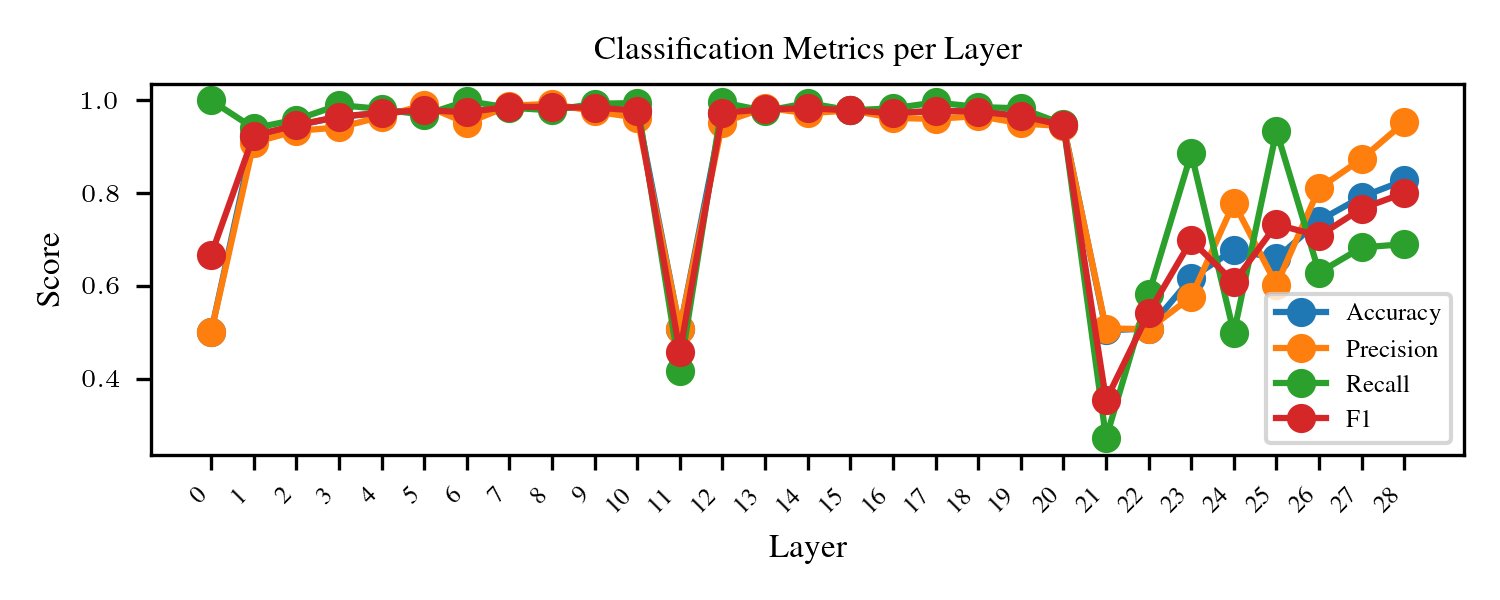 Classification Metrics per Layer
Score
1.0
0.8
0.6
0.4
Accuracy
Precision
Recall
F1
0 1 2 3 4 5 6 7 8 9 10 11 12 13 14 15 16 17 18 19 20 21 22 23 24 25 26 27 28
Layer